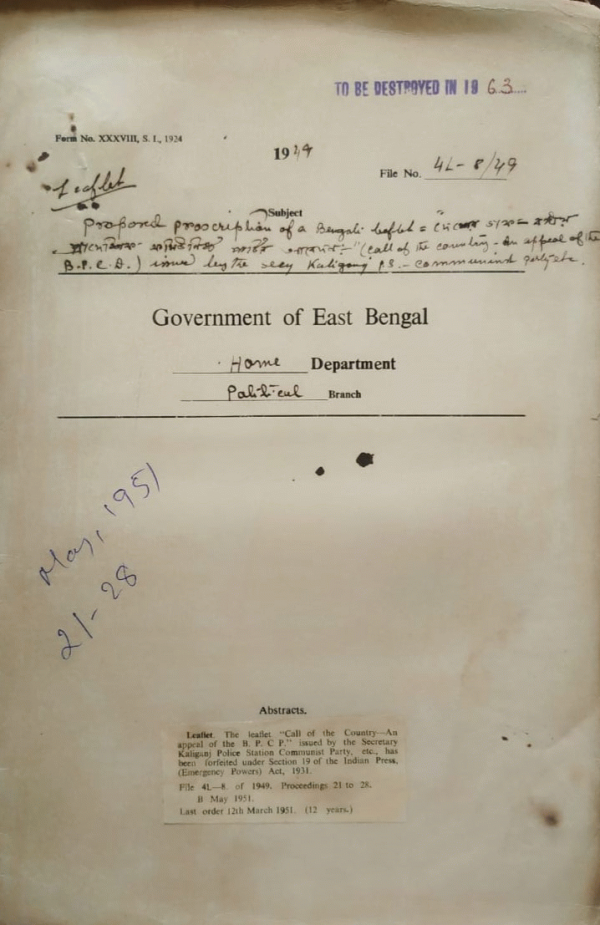 TO BE DESTROYED IN 19 63....
Form No. XXXVIII, S. I., 1924
1949
File No. 4L-8/49
Leaflet
Subject
Proposed proscription of a Bengali leaflet = "দেশের ডাক =
" (Call of the country - An appeal of the
B.P.C.P.) issued by the secy Kaliganj P.S. - Communist party etc.
Government of East Bengal
Home Department
Political Branch
May, 1951
21-28
Abstracts.
Leaflet. The leaflet "Call of the Country—An
appeal of the B. P. C P." issued by the Secretary
Kaliganj Police Station Communist Party, etc., has
been forfeited under Section 19 of the Indian Press,
(Emergency Powers) Act, 1931.
File 4L—8 of 1949. Proceedings 21 to 28.
B May 1951.
Last order 12th March 1951. (12 years.)